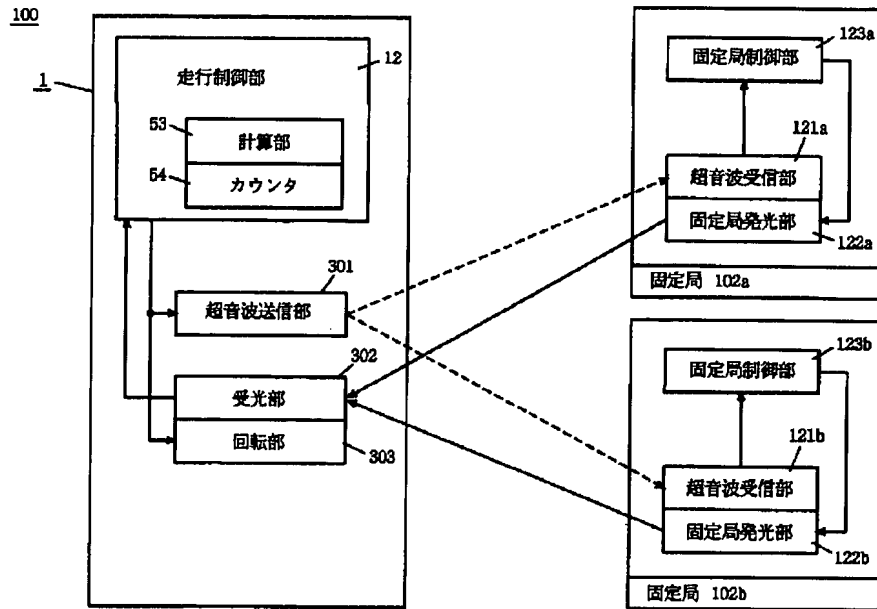 100
1
12
走行制御部
53
計算部
54
カウンタ
301
超音波送信部
302
受光部
回転部
303
123a
固定局制御部
121a
超音波受信部
固定局発光部
122a
固定局 102a
123b
固定局制御部
121b
超音波受信部
固定局発光部
122b
固定局 102b